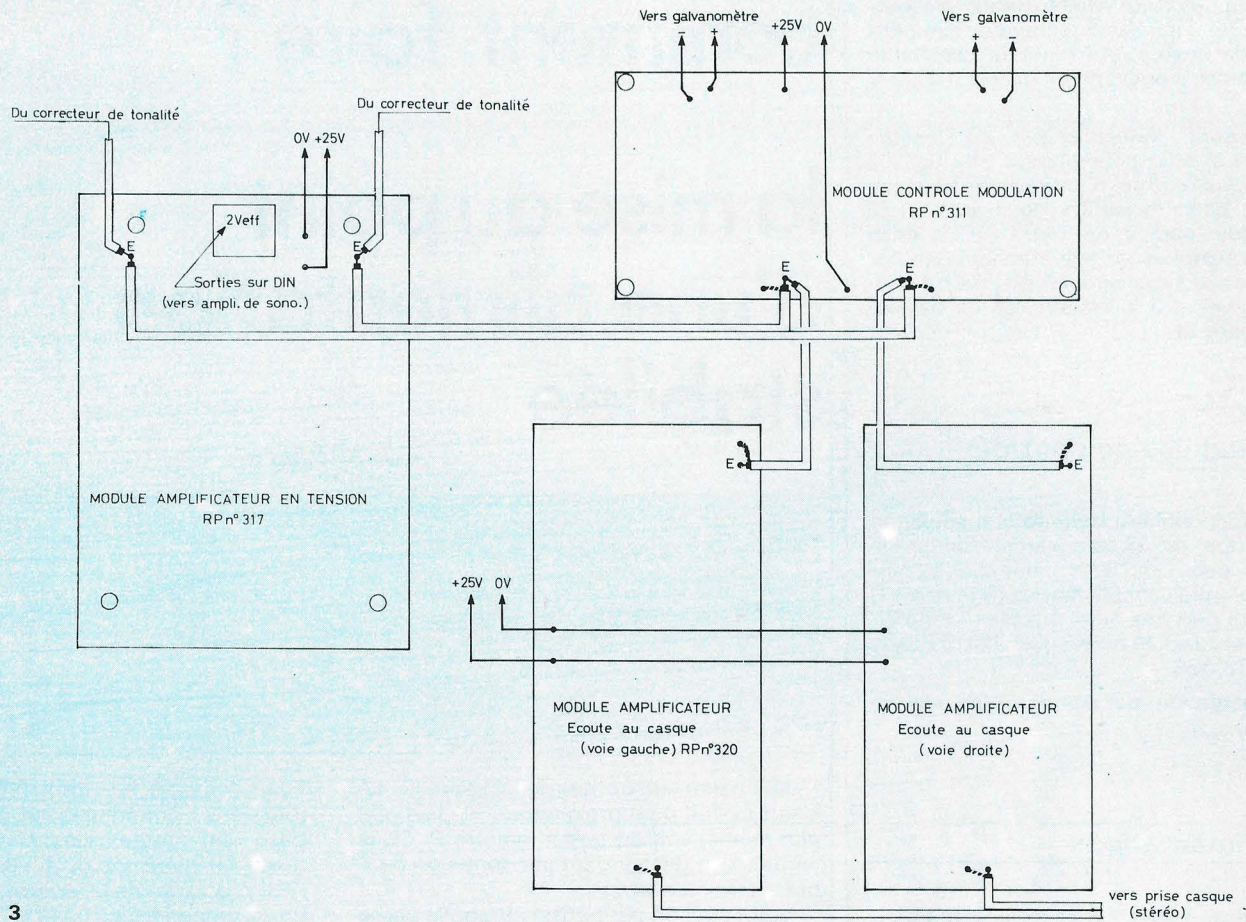 Vers galvanomètre
- +
+25V 0V
Vers galvanomètre
+ -
Du correcteur de tonalité
Du correcteur de tonalité
0V +25V
2Veff
E
E
Sorties sur DIN
(vers ampli. de sono.)
MODULE CONTROLE MODULATION
RP n° 311
E
E
MODULE AMPLIFICATEUR EN TENSION
RP n° 317
E
E
+25V 0V
MODULE AMPLIFICATEUR
Ecoute au casque
(voie gauche) RP n° 320
MODULE AMPLIFICATEUR
Ecoute au casque
(voie droite)
vers prise casque
(stéréo)
3